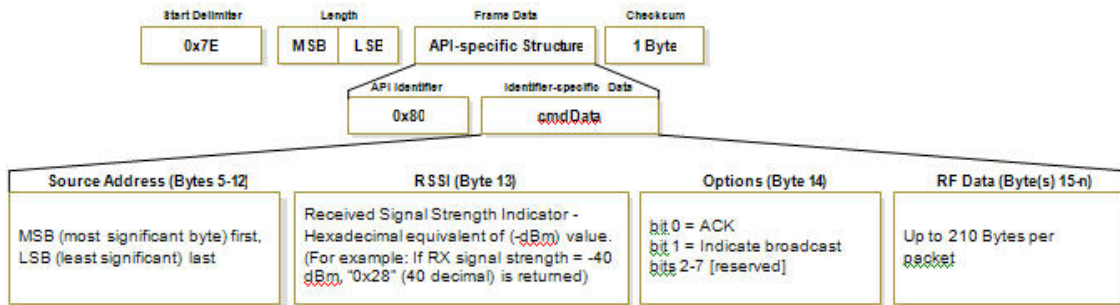 Start Delimiter Length Frame Data Checksum
0x7E MSB LSE API-specific Structure 1 Byte
API Identifier Identifier-specific Data
0x80 cmdData
Source Address (Bytes 5-12) RSSI (Byte 13) Options (Byte 14) RF Data (Byte(s) 15-n)
MSB (most significant byte) first,
LSB (least significant) last
Received Signal Strength Indicator -
Hexadecimal equivalent of (-dBm) value.
(For example: If RX signal strength = -40
dBm, "0x28" (40 decimal) is returned)
bit 0 = ACK
bit 1 = Indicate broadcast
bits 2-7 [reserved]
Up to 210 Bytes per
packet